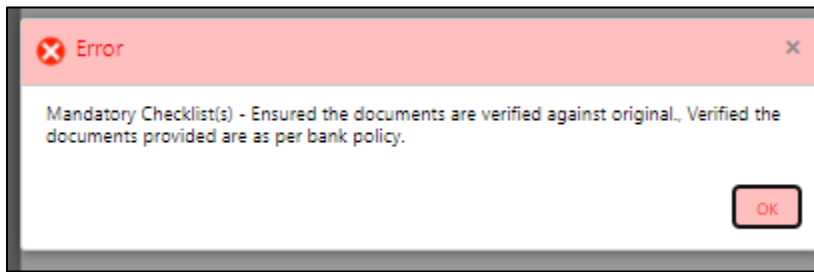 Error
Mandatory Checklist(s) - Ensured the documents are verified against original., Verified the
documents provided are as per bank policy.
OK